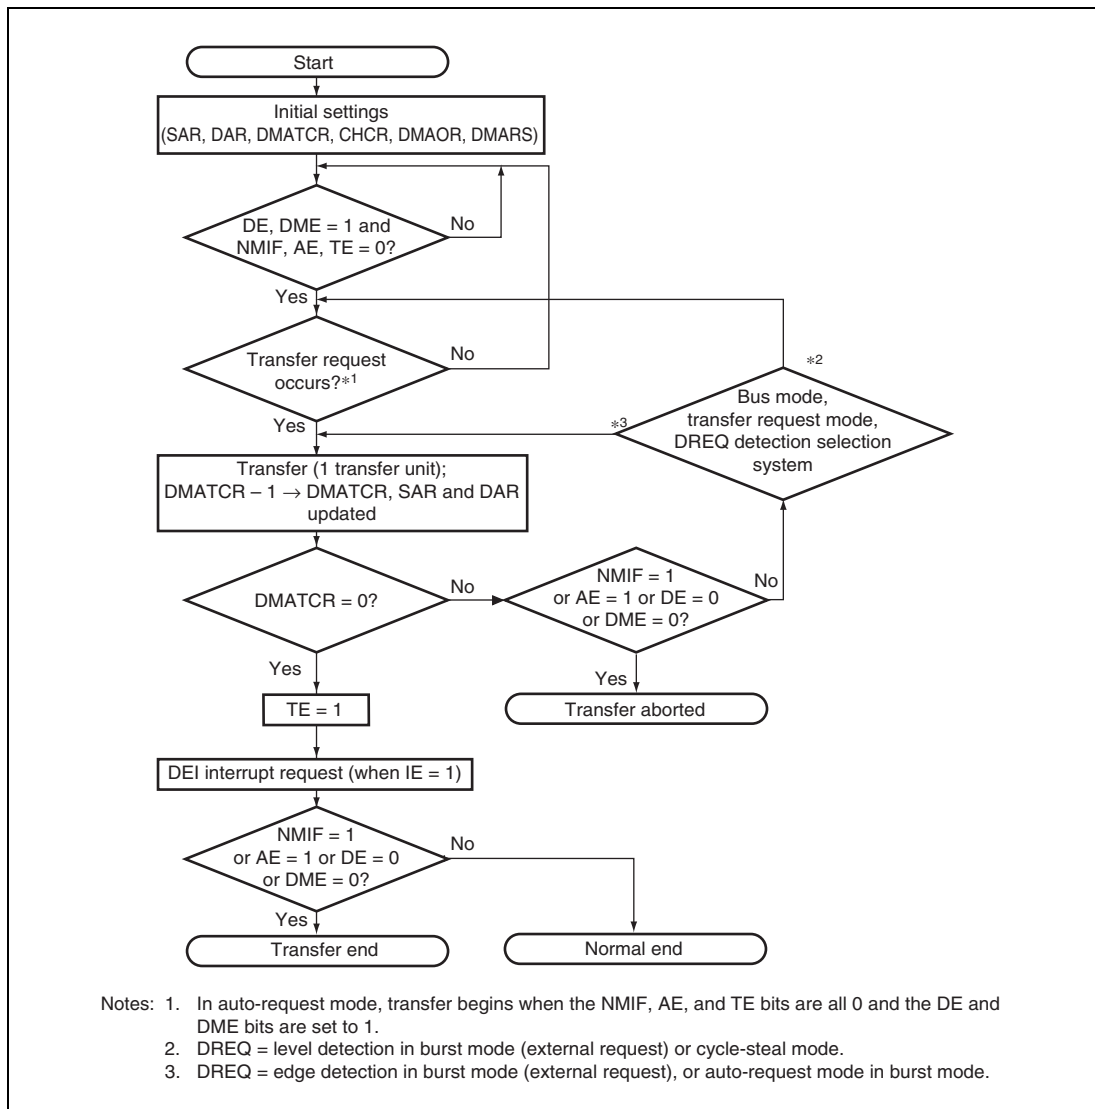 Start
Initial settings
(SAR, DAR, DMATCR, CHCR, DMAOR, DMARS)
DE, DME = 1 and
NMIF, AE, TE = 0?
No
Yes
Transfer request
occurs?*1
No
Yes
*2
Bus mode,
transfer request mode,
DREQ detection selection
system
*3
Transfer (1 transfer unit);
DMATCR – 1 → DMATCR, SAR and DAR
updated
DMATCR = 0?
No
NMIF = 1
or AE = 1 or DE = 0
or DME = 0?
No
Yes
Yes
Transfer aborted
TE = 1
DEI interrupt request (when IE = 1)
NMIF = 1
or AE = 1 or DE = 0
or DME = 0?
No
Yes
Transfer end
Normal end
Notes: 1. In auto-request mode, transfer begins when the NMIF, AE, and TE bits are all 0 and the DE and
DME bits are set to 1.
2. DREQ = level detection in burst mode (external request) or cycle-steal mode.
3. DREQ = edge detection in burst mode (external request), or auto-request mode in burst mode.